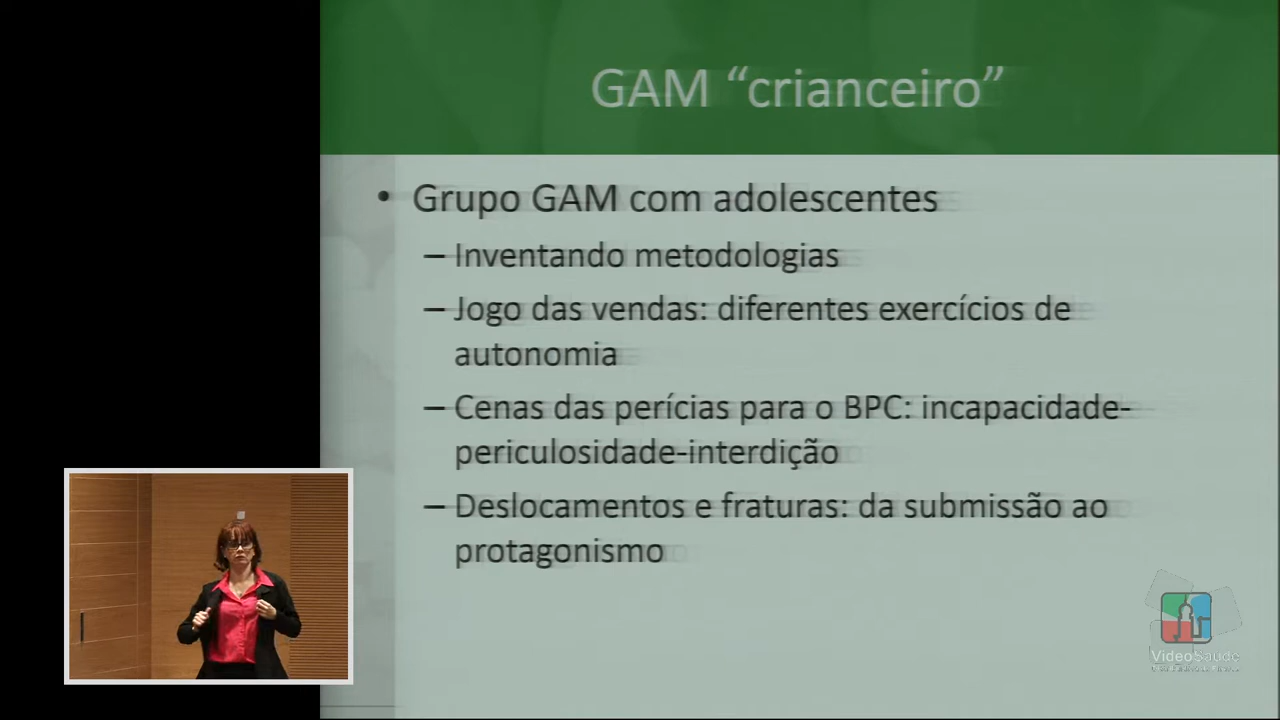 GAM “crianceiro”
• Grupo GAM com adolescentes
– Inventando metodologias
– Jogo das vendas: diferentes exercícios de
autonomia
– Cenas das perícias para o BPC: incapacidade-
periculosidade-interdição
– Deslocamentos e fraturas: da submissão ao
protagonismo
VideoSaúde